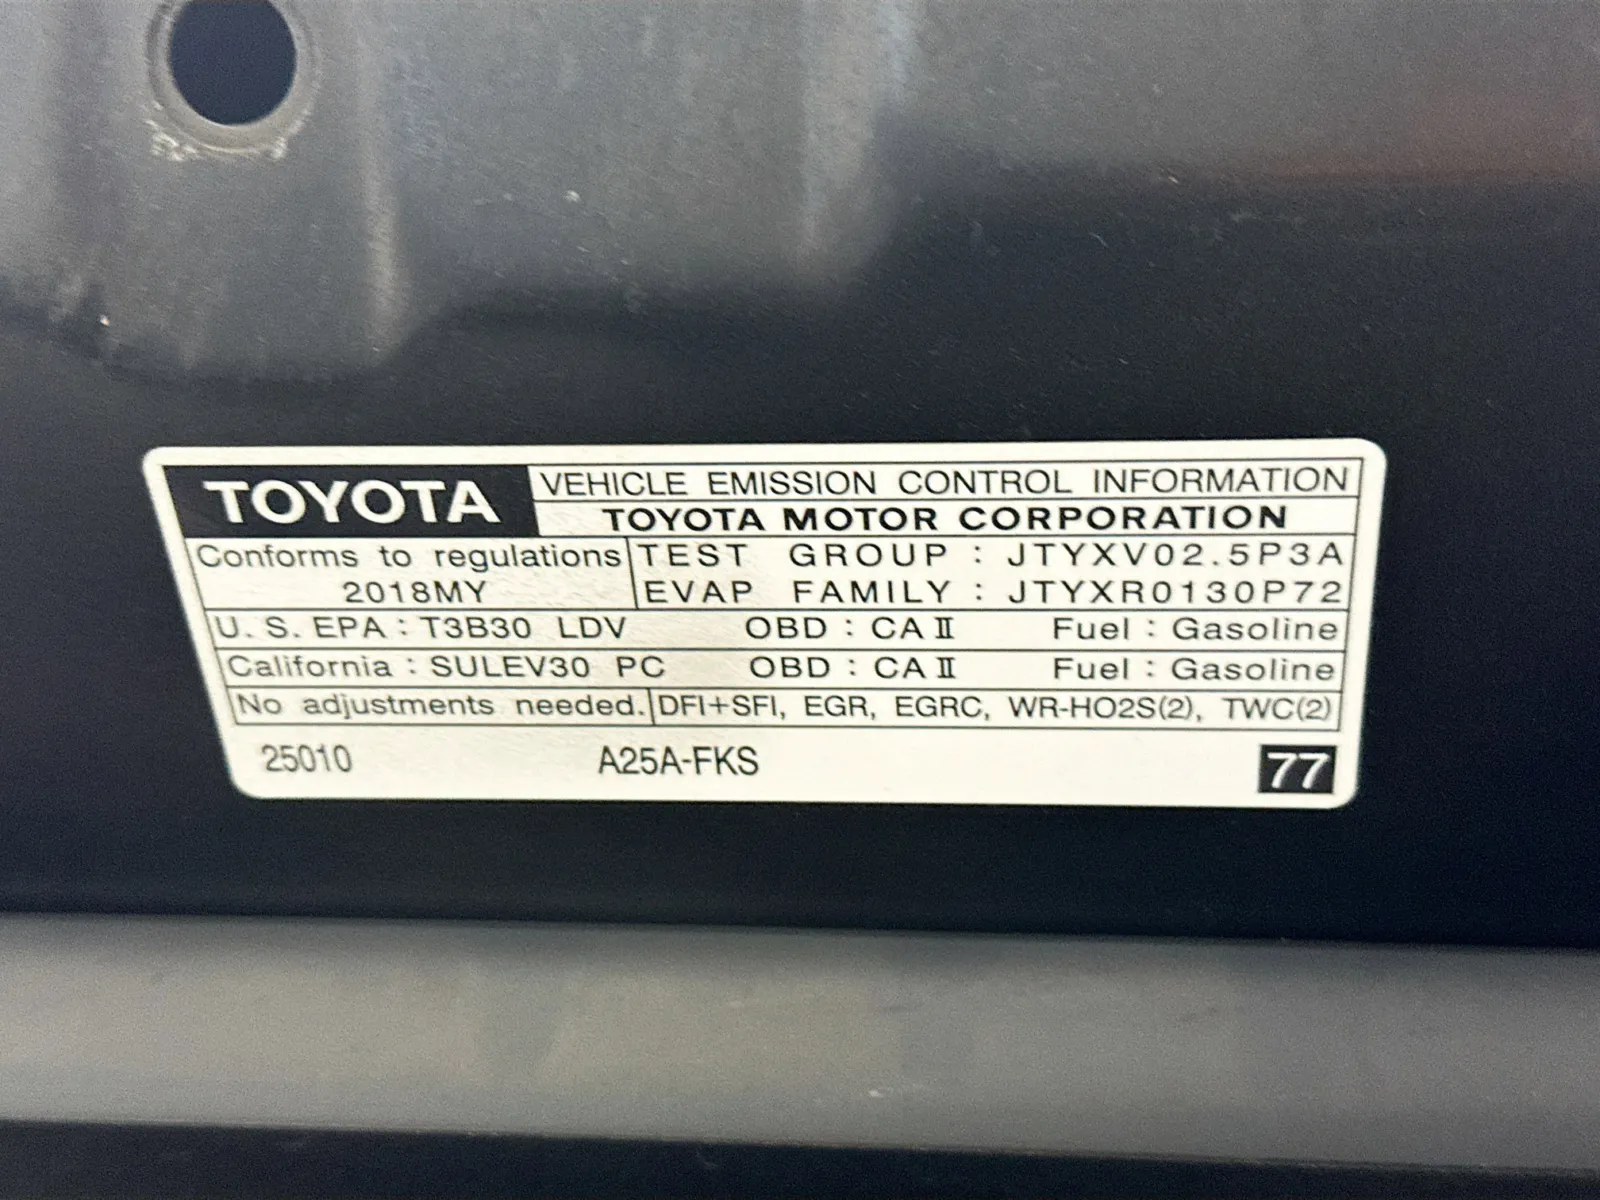 TOYOTA VEHICLE EMISSION CONTROL INFORMATION
TOYOTA MOTOR CORPORATION
Conforms to regulations TEST GROUP : JTYXV02.5P3A
2018MY EVAP FAMILY : JTYXR0130P72
U.S.EPA : T3B30 LDV OBD : CA II Fuel : Gasoline
California : SULEV30 PC OBD : CA II Fuel : Gasoline
No adjustments needed. DFI+SFI, EGR, EGRC, WR-HO2S(2), TWC(2)
25010 A25A-FKS 77